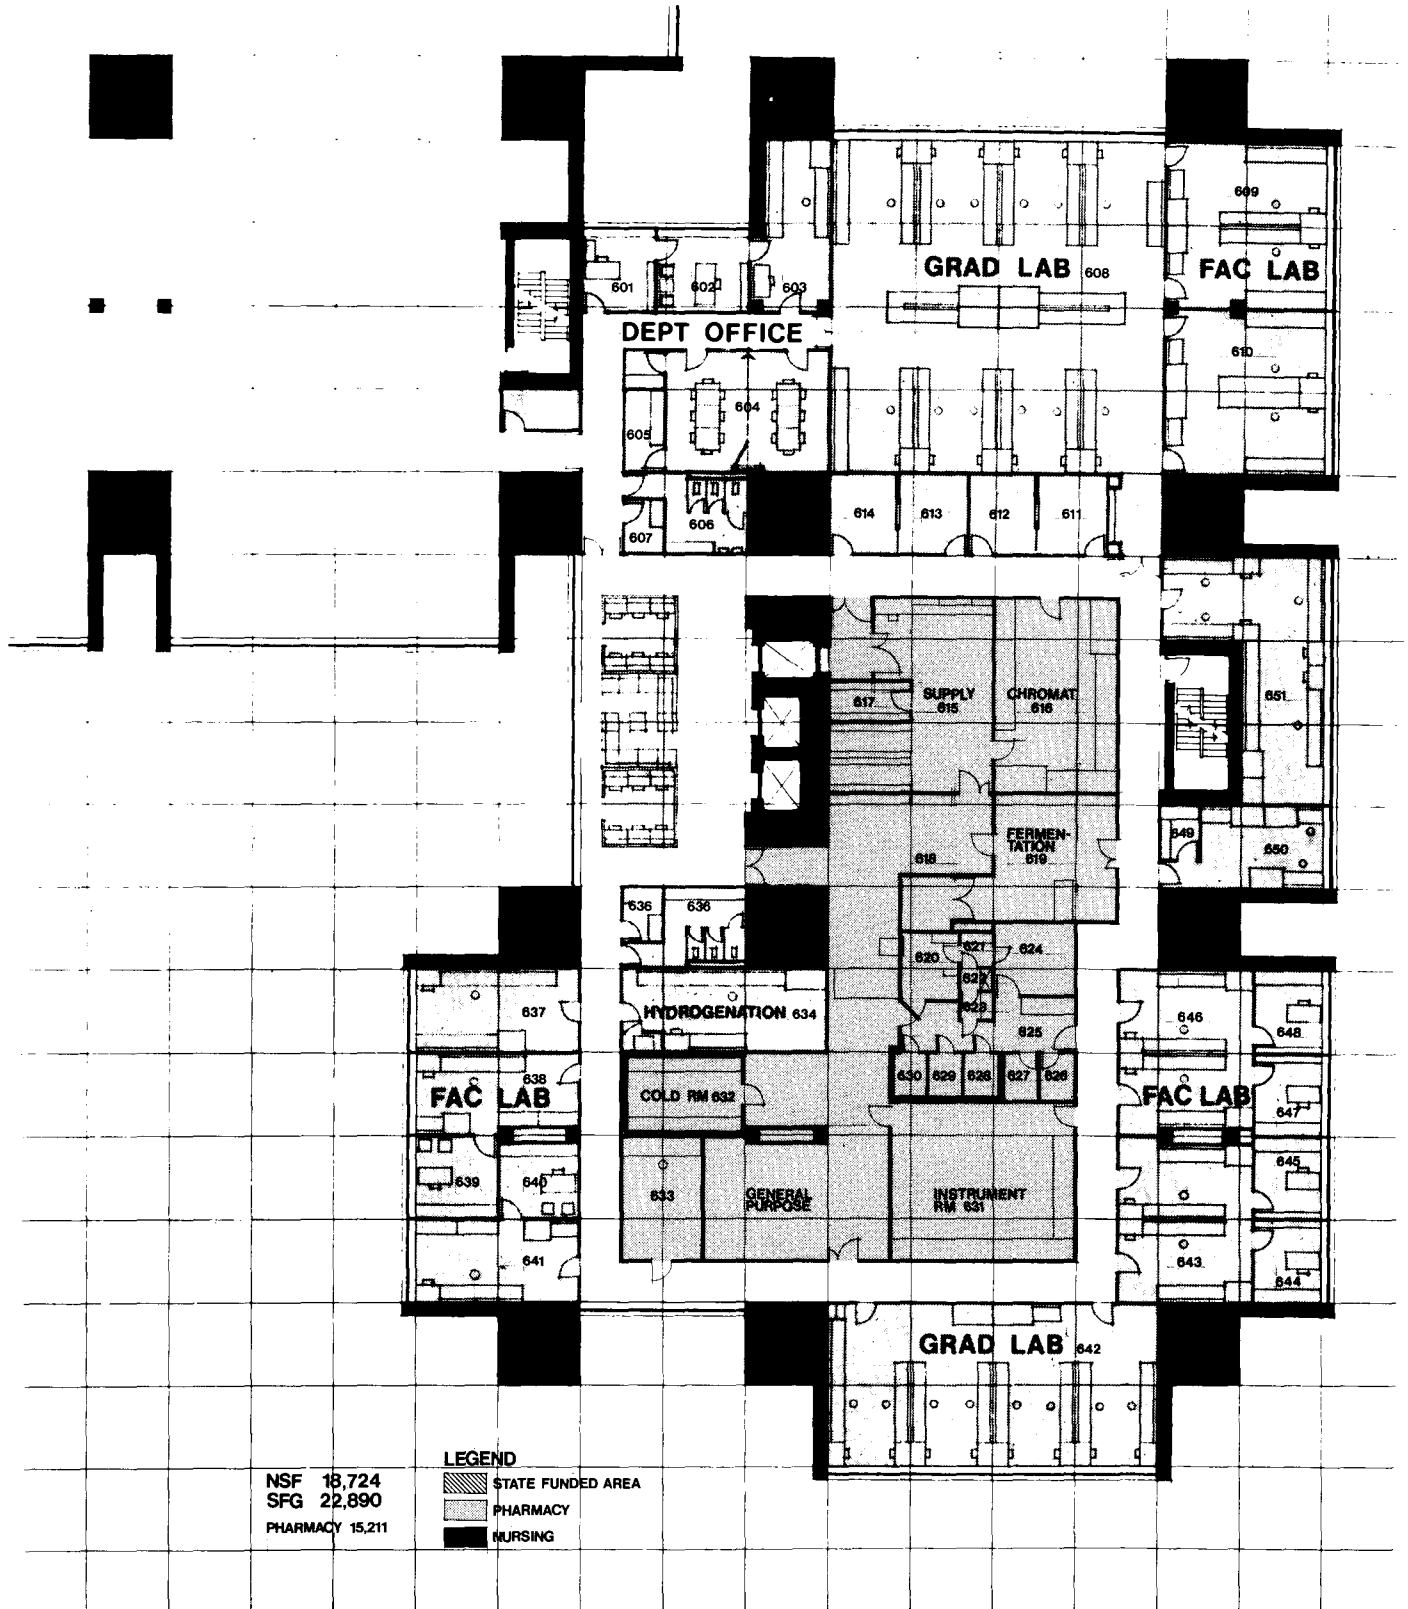 609
GRAD LAB 608
FAC LAB
601
602
603
DEPT OFFICE
610
604
605
606
607
614
613
612
611
617
SUPPLY
615
CHROMAT
616
651
618
FERMEN-
TATION
619
649
650
636
636
620
621
622
623
624
625
637
HYDROGENATION 634
646
648
638
FAC LAB
COLD RM 632
630
629
628
627
626
FAC LAB
647
639
640
633
GENERAL
PURPOSE
INSTRUMENT
RM 631
645
641
643
644
GRAD LAB 642
LEGEND
NSF 18,724
SFG 22,890
PHARMACY 15,211
STATE FUNDED AREA
PHARMACY
NURSING